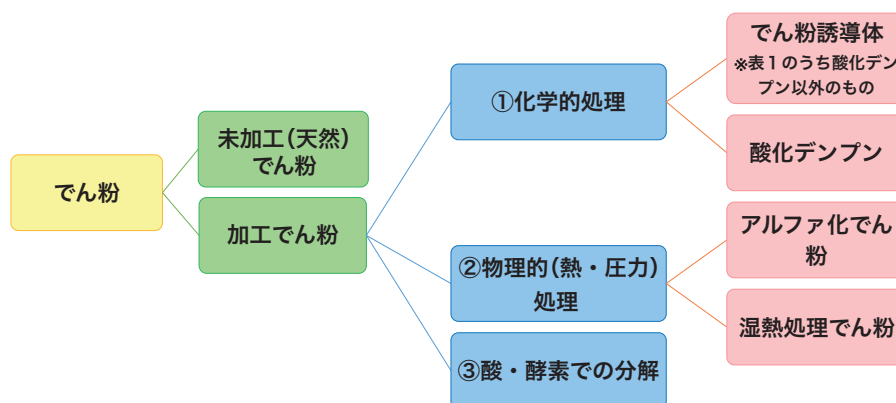 でん粉
未加工(天然)
でん粉
加工でん粉
①化学的処理
②物理的(熱・圧力)
処理
③酸・酵素での分解
でん粉誘導体
※表1のうち酸化デン
プン以外のもの
酸化デンプン
アルファ化でん
粉
湿熱処理でん粉